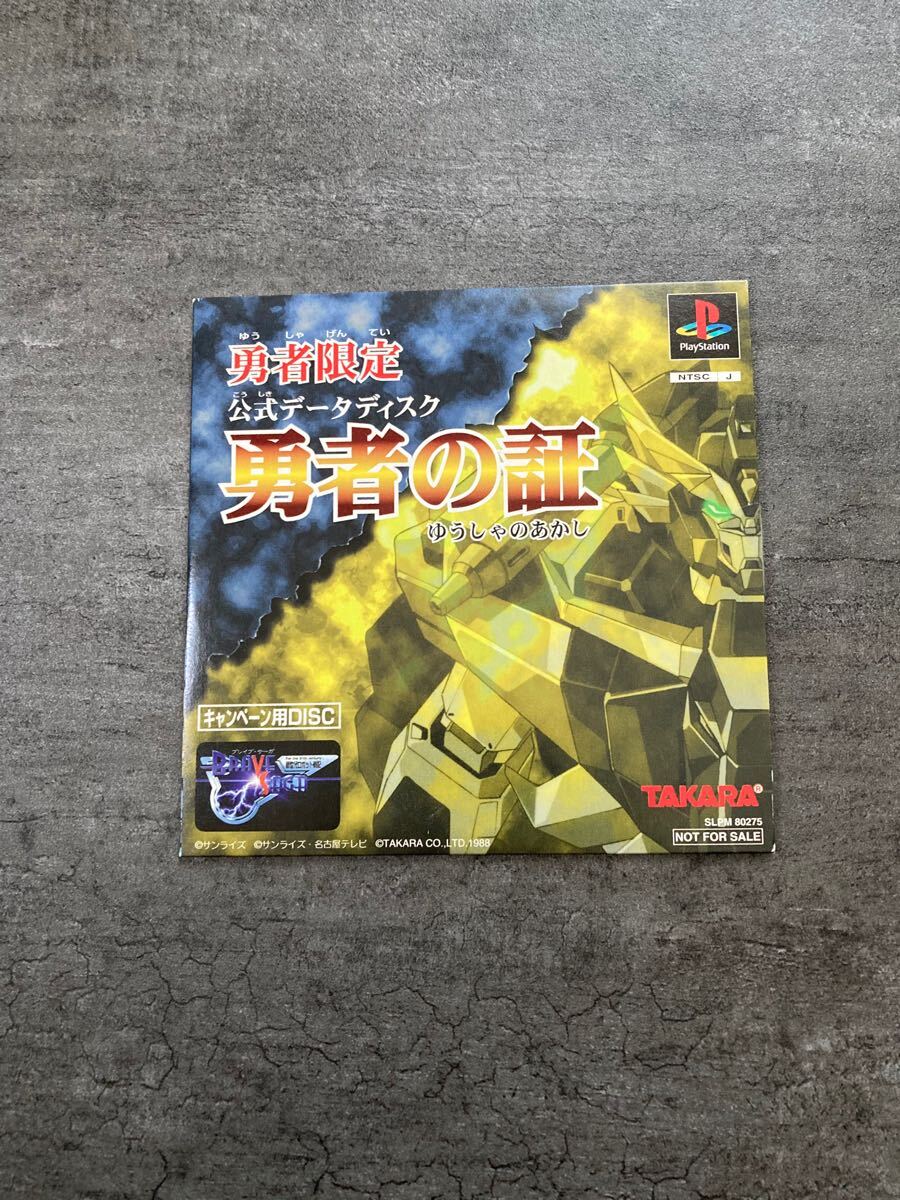 ゆう しゃ げん てい
勇者限定
こう しき
公式データディスク
勇者の証
ゆうしゃのあかし
PlayStation
NTSC J
キャンペーン用DISC
ブレイブ・サーガ
BRAVE
SAGA
TAKARA®
SLPM 80275
NOT FOR SALE
©サンライズ ©サンライズ・名古屋テレビ ©TAKARA CO.,LTD.1988